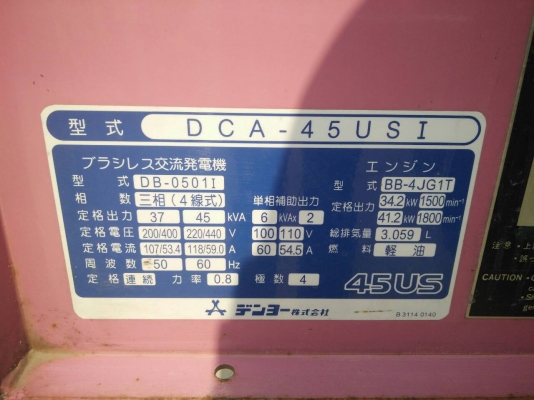 型式 DCA-45USI
ブラシレス交流発電機
型式 DB-0501I
相数 三相(4線式) 単相補助出力
定格出力 37 45 kVA 6 kVAx 2
定格電圧 200/400 220/440 V 100 110 V
定格電流 107/53.4 118/59.0 A 60 54.5 A
周波数 50 60 Hz
定格 連続 力率 0.8 極数 4
エンジン
型式 BB-4JG1T
定格出力 34.2 kW 1500 min⁻¹
41.2 kW 1800 min⁻¹
総排気量 3.059 L
燃料 軽油
45US
デンヨー株式会社
B 3114 0140
注意
CAUTION